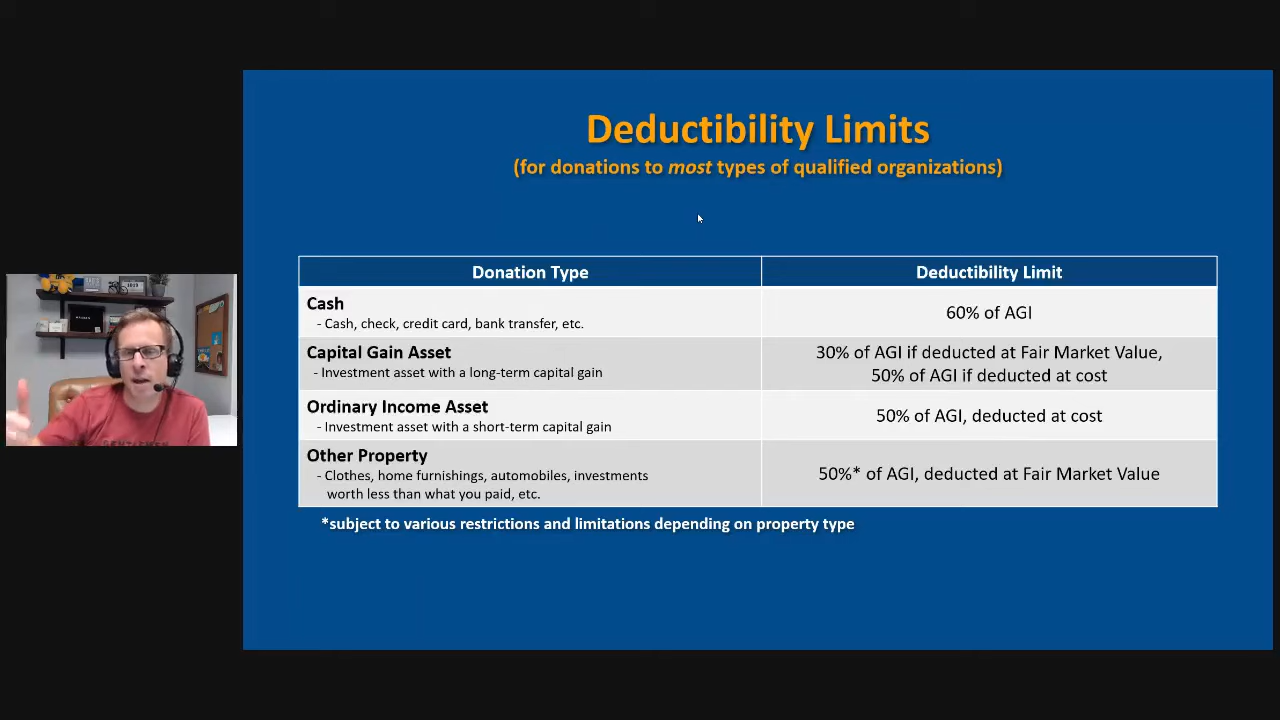 Deductibility Limits
(for donations to most types of qualified organizations)
Donation Type
Deductibility Limit
Cash
- Cash, check, credit card, bank transfer, etc.
60% of AGI
Capital Gain Asset
- Investment asset with a long-term capital gain
30% of AGI if deducted at Fair Market Value,
50% of AGI if deducted at cost
Ordinary Income Asset
- Investment asset with a short-term capital gain
50% of AGI, deducted at cost
Other Property
- Clothes, home furnishings, automobiles, investments
worth less than what you paid, etc.
50%* of AGI, deducted at Fair Market Value
*subject to various restrictions and limitations depending on property type